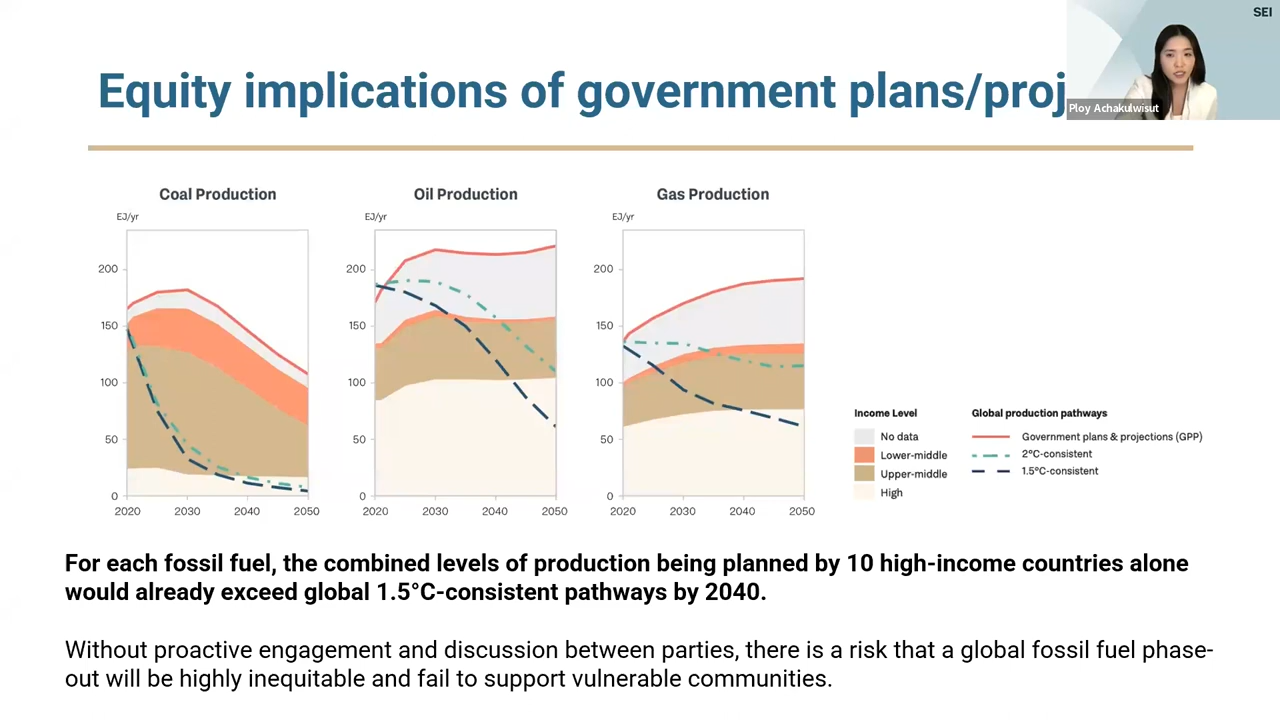 SEI
Equity implications of government plans/proj
Ploy Achakulwisut
Coal Production
Oil Production
Gas Production
EJ/yr
EJ/yr
EJ/yr
200
150
100
50
0
2020
2030
2040
2050
200
150
100
50
0
2020
2030
2040
2050
200
150
100
50
0
2020
2030
2040
2050
Income Level
No data
Lower-middle
Upper-middle
High
Global production pathways
Government plans & projections (GPP)
2°C-consistent
1.5°C-consistent
For each fossil fuel, the combined levels of production being planned by 10 high-income countries alone
would already exceed global 1.5°C-consistent pathways by 2040.
Without proactive engagement and discussion between parties, there is a risk that a global fossil fuel phase-
out will be highly inequitable and fail to support vulnerable communities.